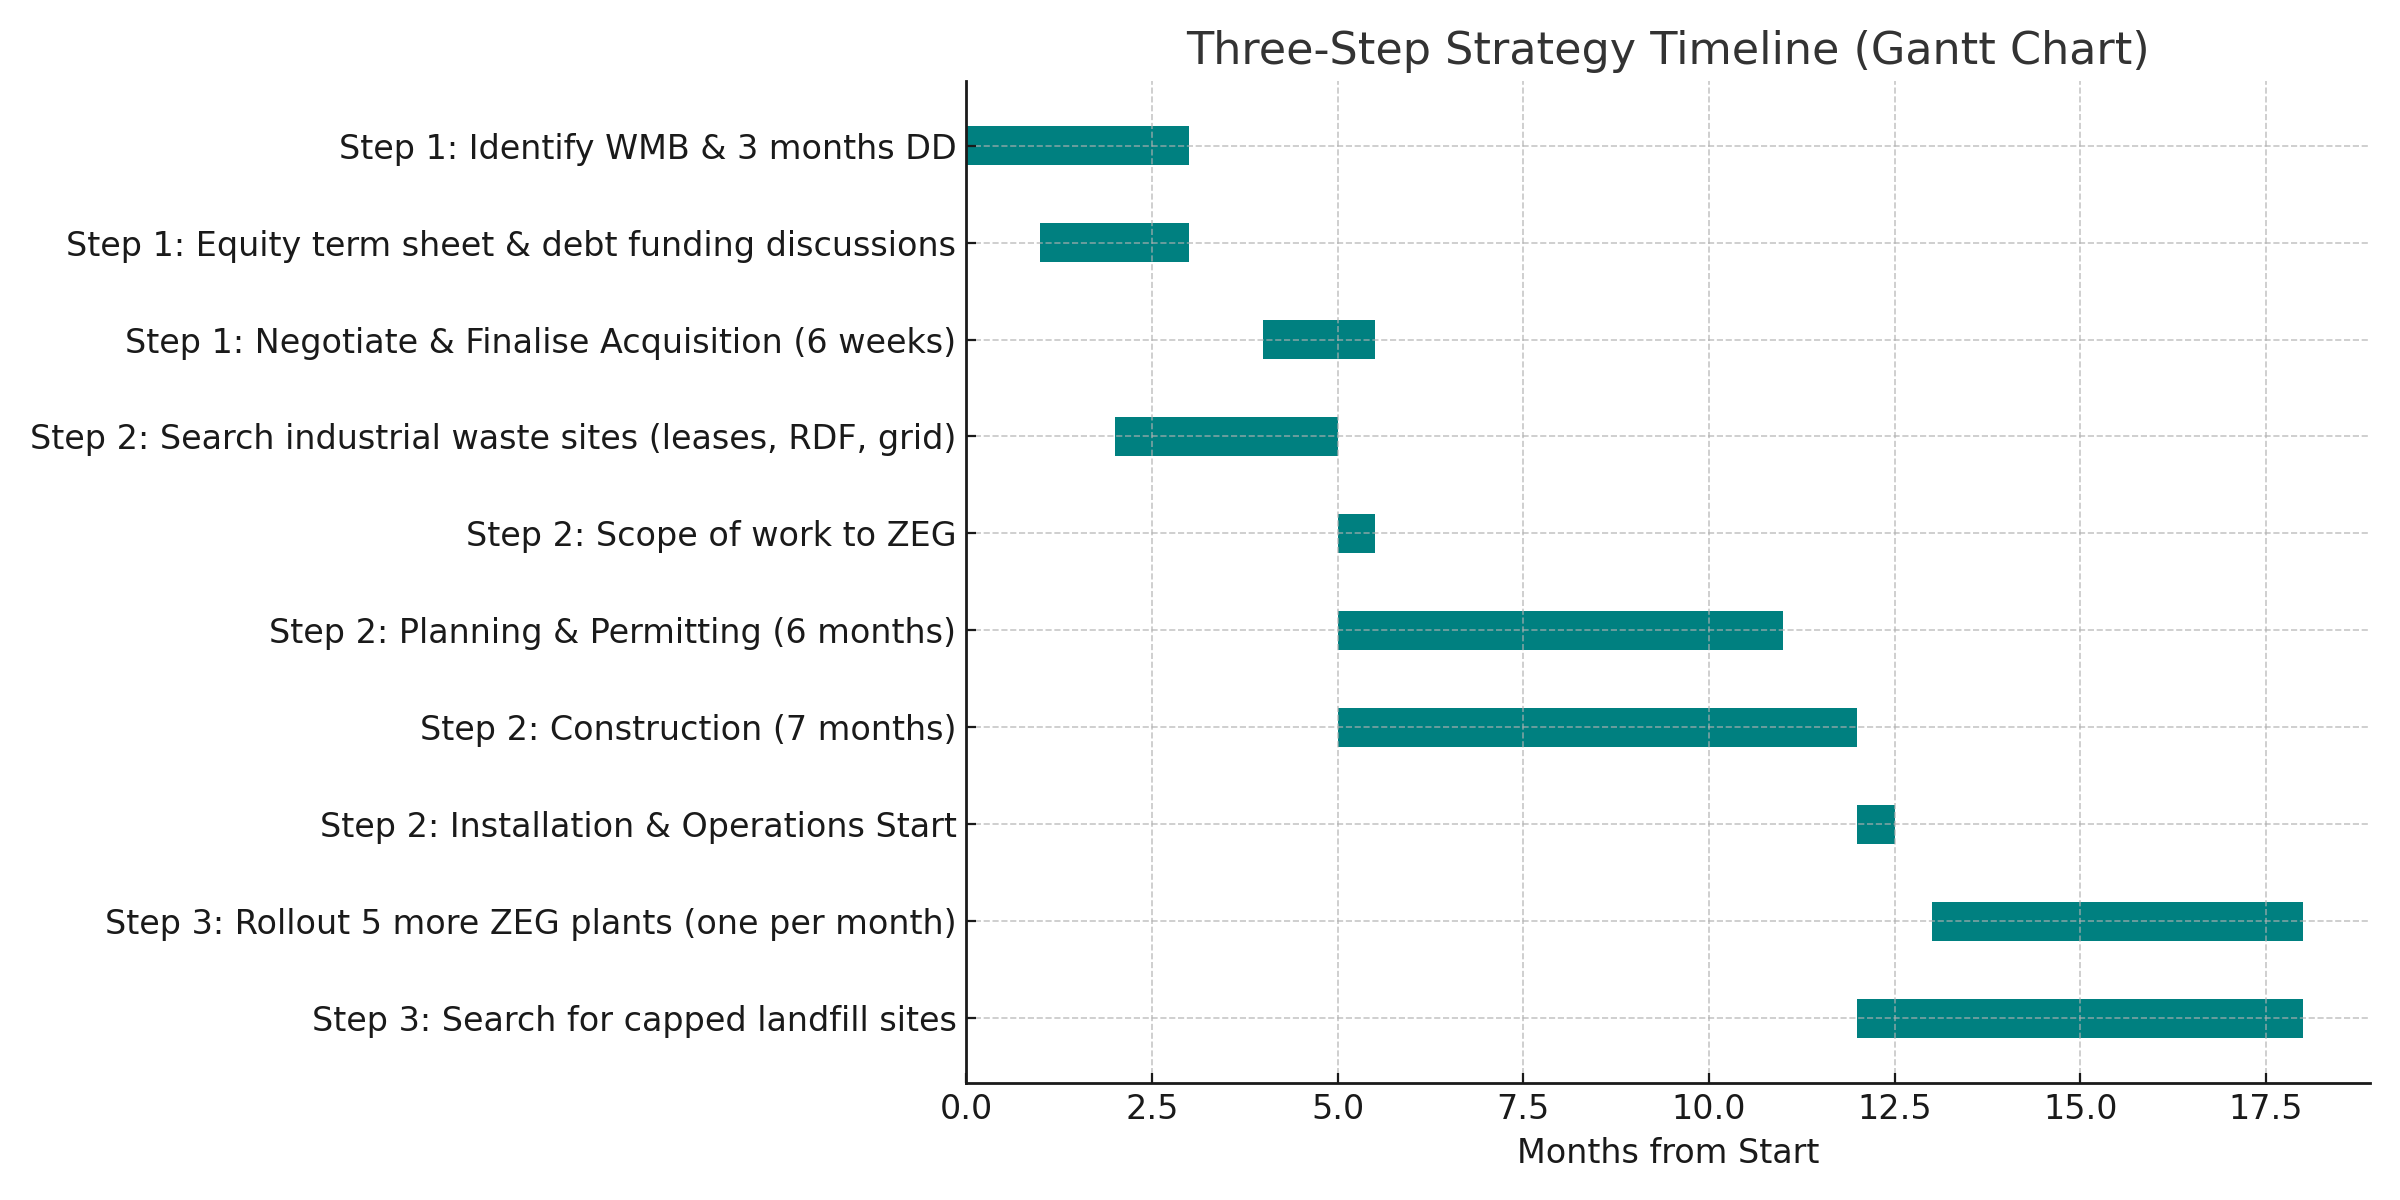 Three-Step Strategy Timeline (Gantt Chart)
Step 1: Identify WMB & 3 months DD
Step 1: Equity term sheet & debt funding discussions
Step 1: Negotiate & Finalise Acquisition (6 weeks)
Step 2: Search industrial waste sites (leases, RDF, grid)
Step 2: Scope of work to ZEG
Step 2: Planning & Permitting (6 months)
Step 2: Construction (7 months)
Step 2: Installation & Operations Start
Step 3: Rollout 5 more ZEG plants (one per month)
Step 3: Search for capped landfill sites
0.0 2.5 5.0 7.5 10.0 12.5 15.0 17.5
Months from Start